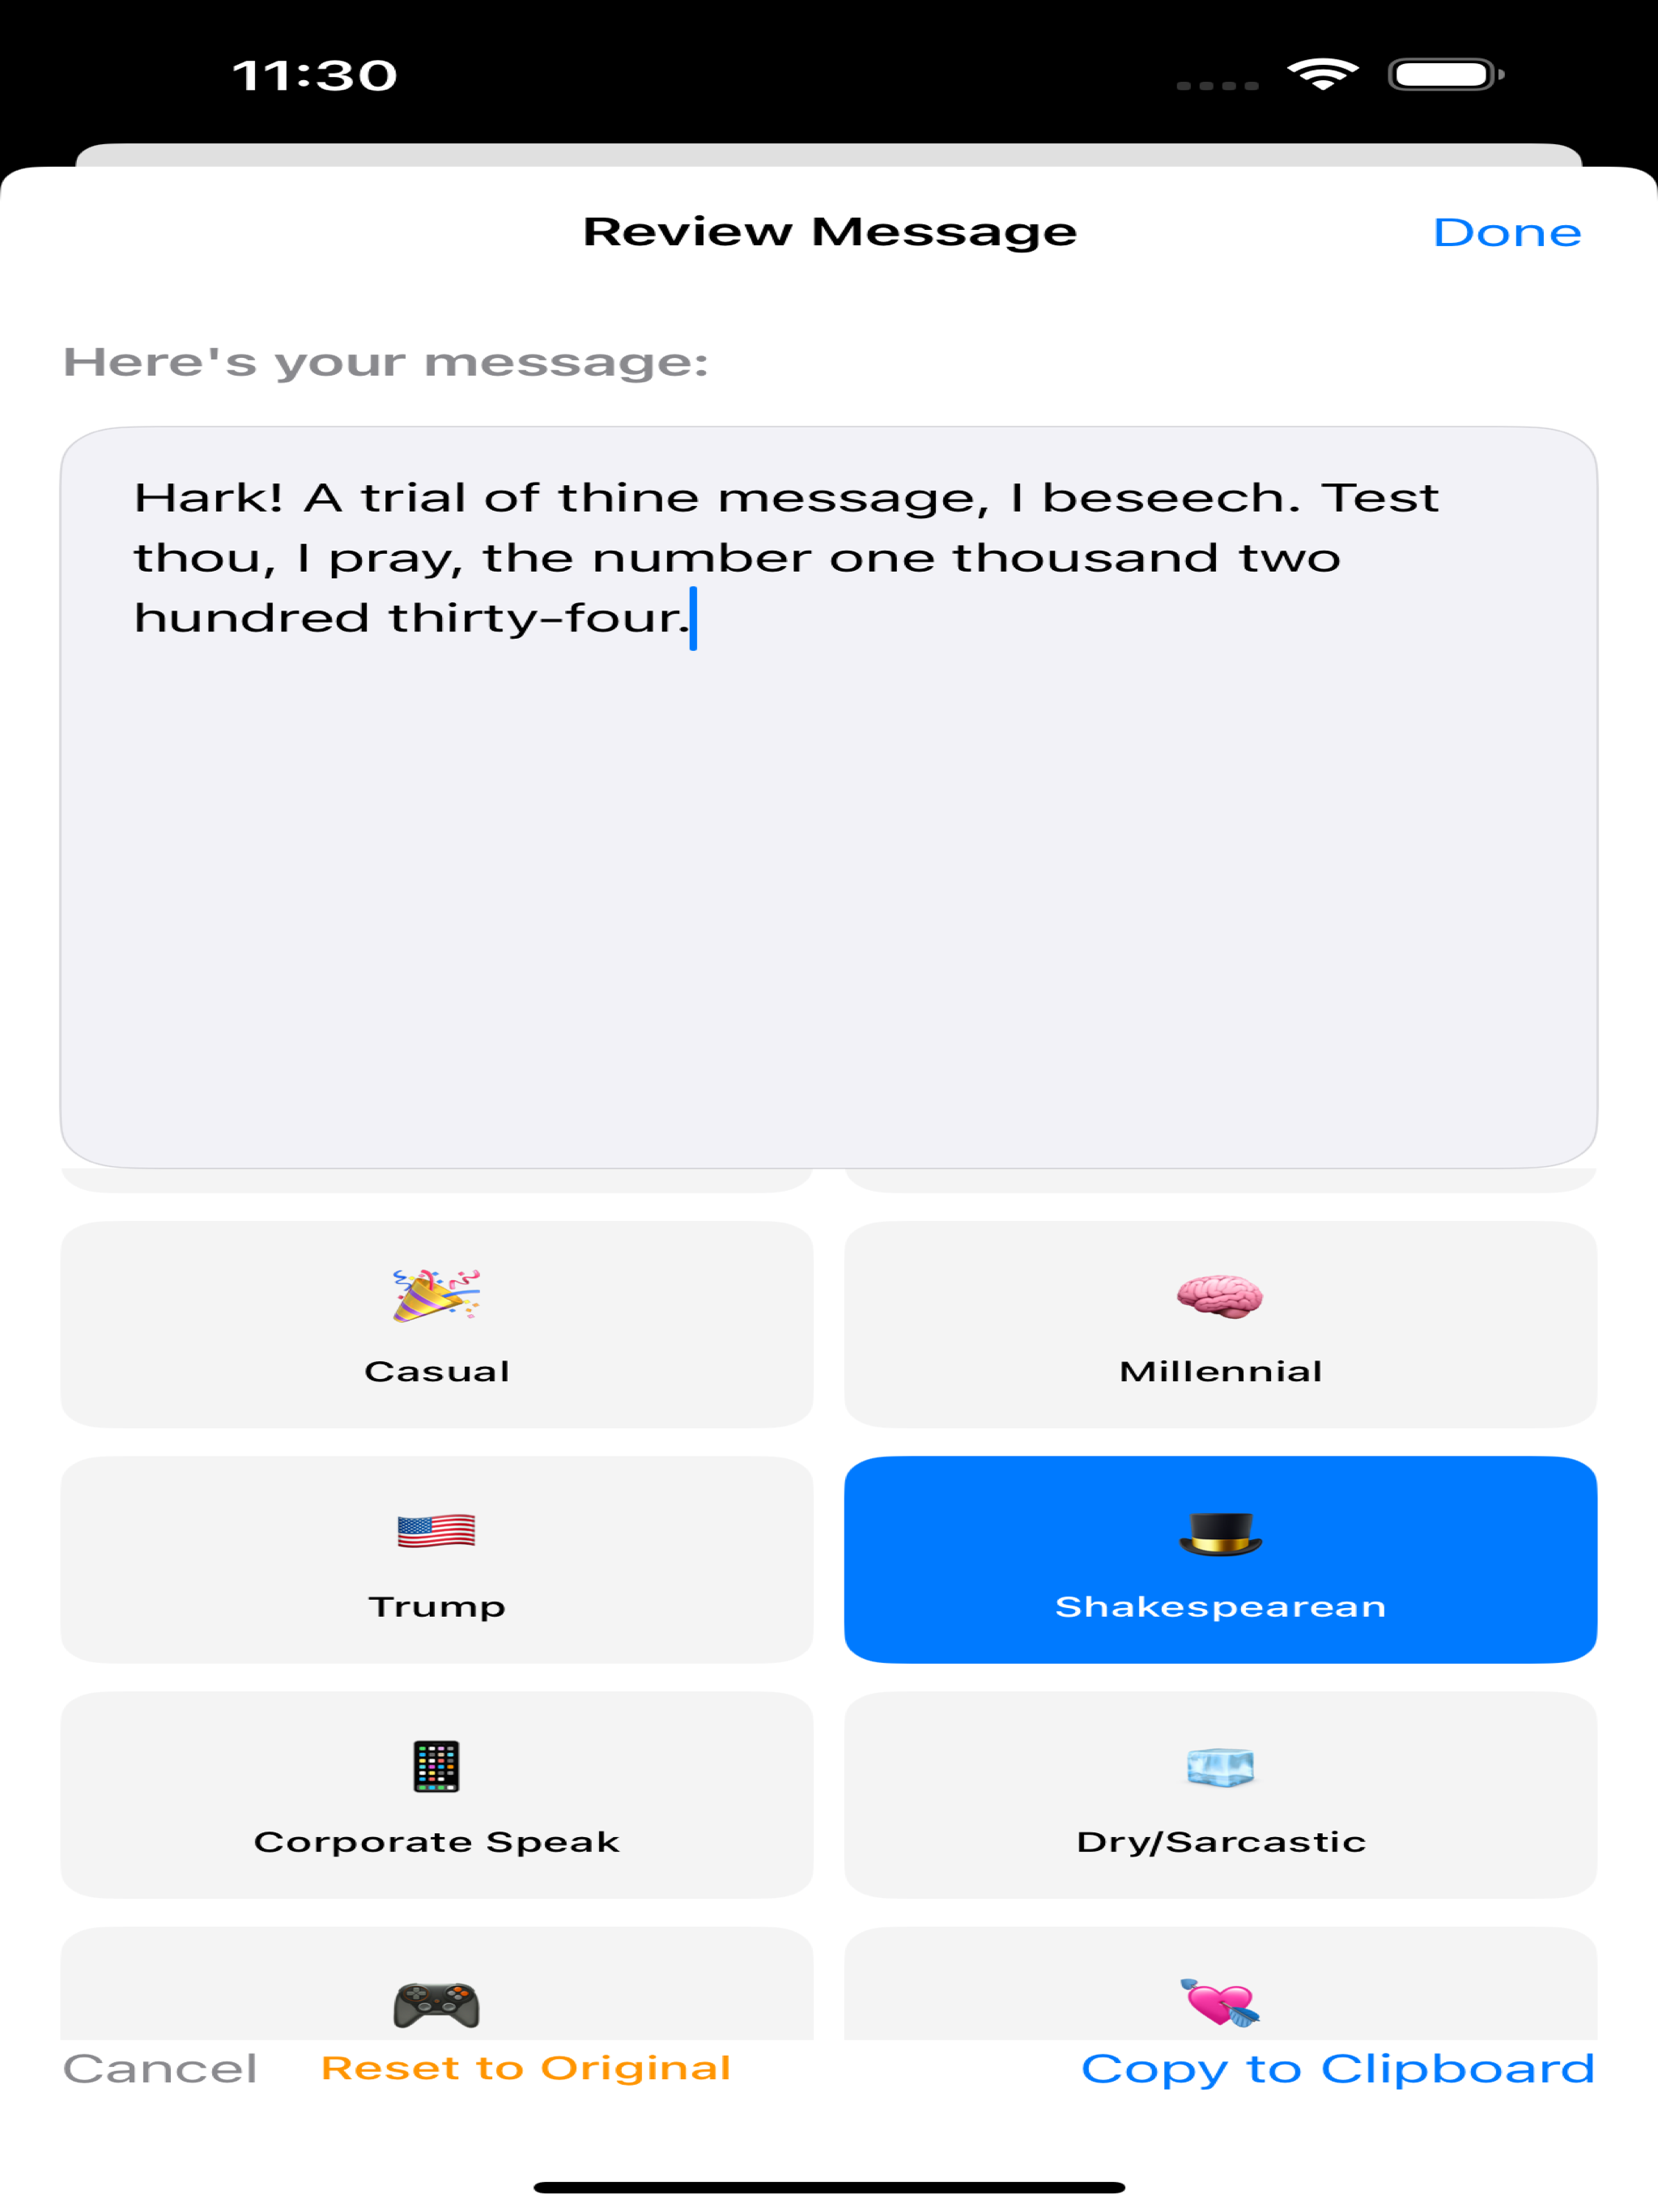 11:30
Review Message
Done
Here's your message:
Hark! A trial of thine message, I beseech. Test
thou, I pray, the number one thousand two
hundred thirty-four.
Casual
Millennial
Trump
Shakespearean
Corporate Speak
Dry/Sarcastic
Cancel
Reset to Original
Copy to Clipboard